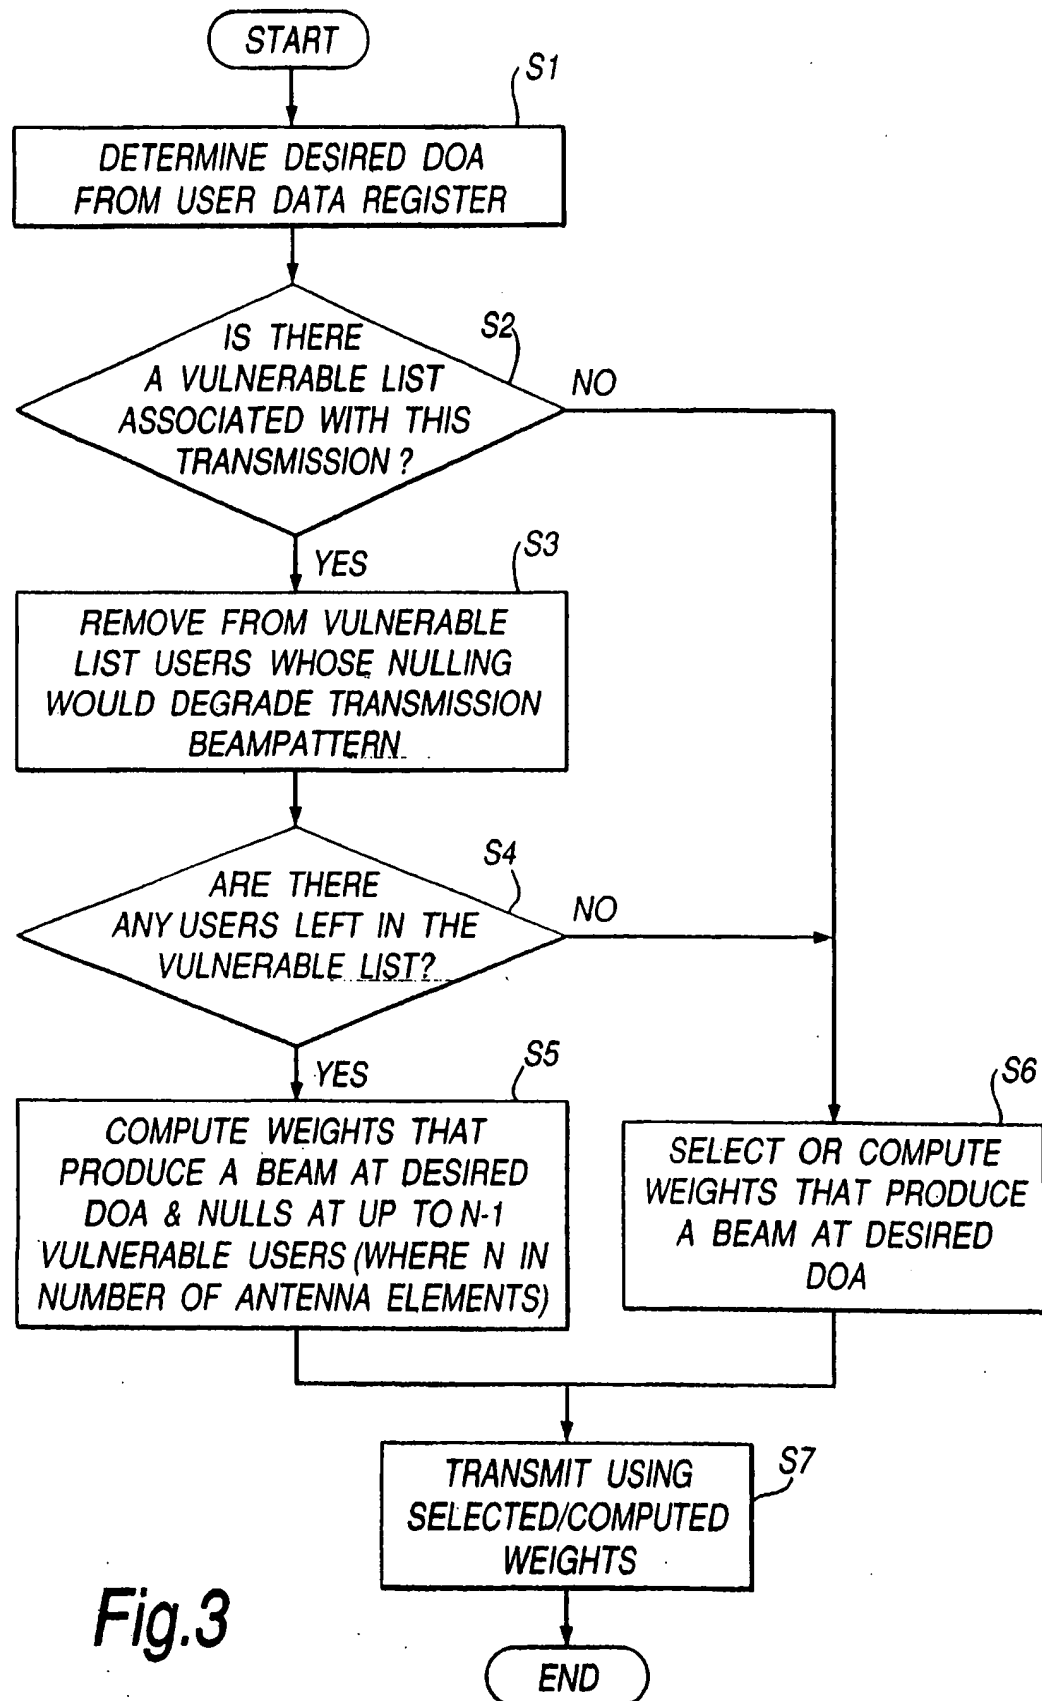 START
S1
DETERMINE DESIRED DOA
FROM USER DATA REGISTER
S2
IS THERE
A VULNERABLE LIST
ASSOCIATED WITH THIS
TRANSMISSION ?
NO
YES
S3
REMOVE FROM VULNERABLE
LIST USERS WHOSE NULLING
WOULD DEGRADE TRANSMISSION
BEAMPATTERN
S4
ARE THERE
ANY USERS LEFT IN THE
VULNERABLE LIST?
NO
YES
S5
COMPUTE WEIGHTS THAT
PRODUCE A BEAM AT DESIRED
DOA & NULLS AT UP TO N-1
VULNERABLE USERS (WHERE N IN
NUMBER OF ANTENNA ELEMENTS)
S6
SELECT OR COMPUTE
WEIGHTS THAT PRODUCE
A BEAM AT DESIRED
DOA
S7
TRANSMIT USING
SELECTED/COMPUTED
WEIGHTS
END
Fig.3